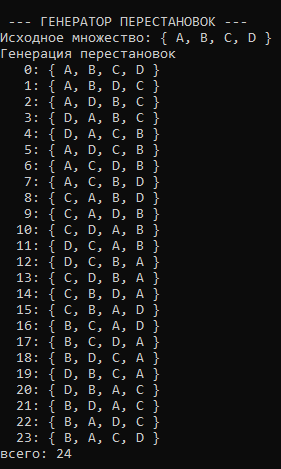 --- ГЕНЕРАТОР ПЕРЕСТАНОВОК ---
Исходное множество: { A, B, C, D }
Генерация перестановок
0: { A, B, C, D }
1: { A, B, D, C }
2: { A, D, B, C }
3: { D, A, B, C }
4: { D, A, C, B }
5: { A, D, C, B }
6: { A, C, D, B }
7: { A, C, B, D }
8: { C, A, B, D }
9: { C, A, D, B }
10: { C, D, A, B }
11: { D, C, A, B }
12: { D, C, B, A }
13: { C, D, B, A }
14: { C, B, D, A }
15: { C, B, A, D }
16: { B, C, A, D }
17: { B, C, D, A }
18: { B, D, C, A }
19: { D, B, C, A }
20: { D, B, A, C }
21: { B, D, A, C }
22: { B, A, D, C }
23: { B, A, C, D }
всего: 24